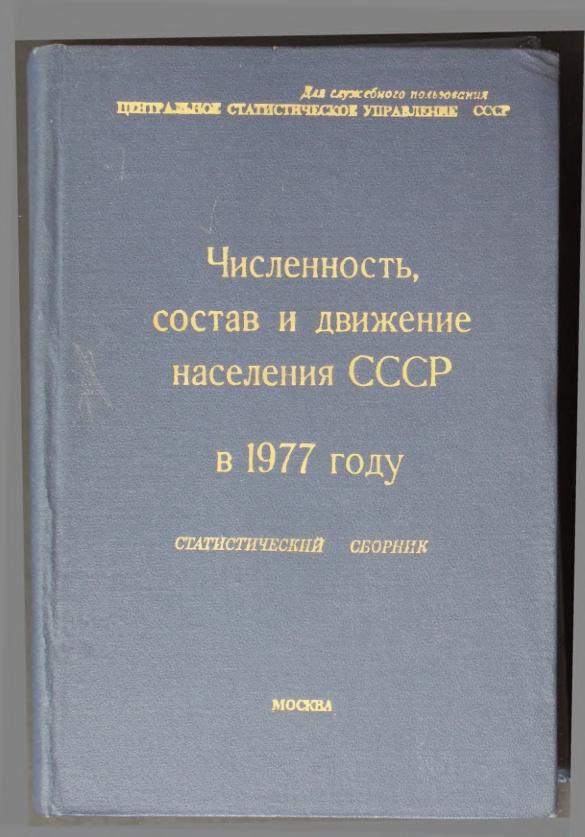 Для служебного пользования
ЦЕНТРАЛЬНОЕ СТАТИСТИЧЕСКОЕ УПРАВЛЕНИЕ СССР
Численность,
состав и движение
населения СССР
в 1977 году
СТАТИСТИЧЕСКИЙ СБОРНИК
МОСКВА